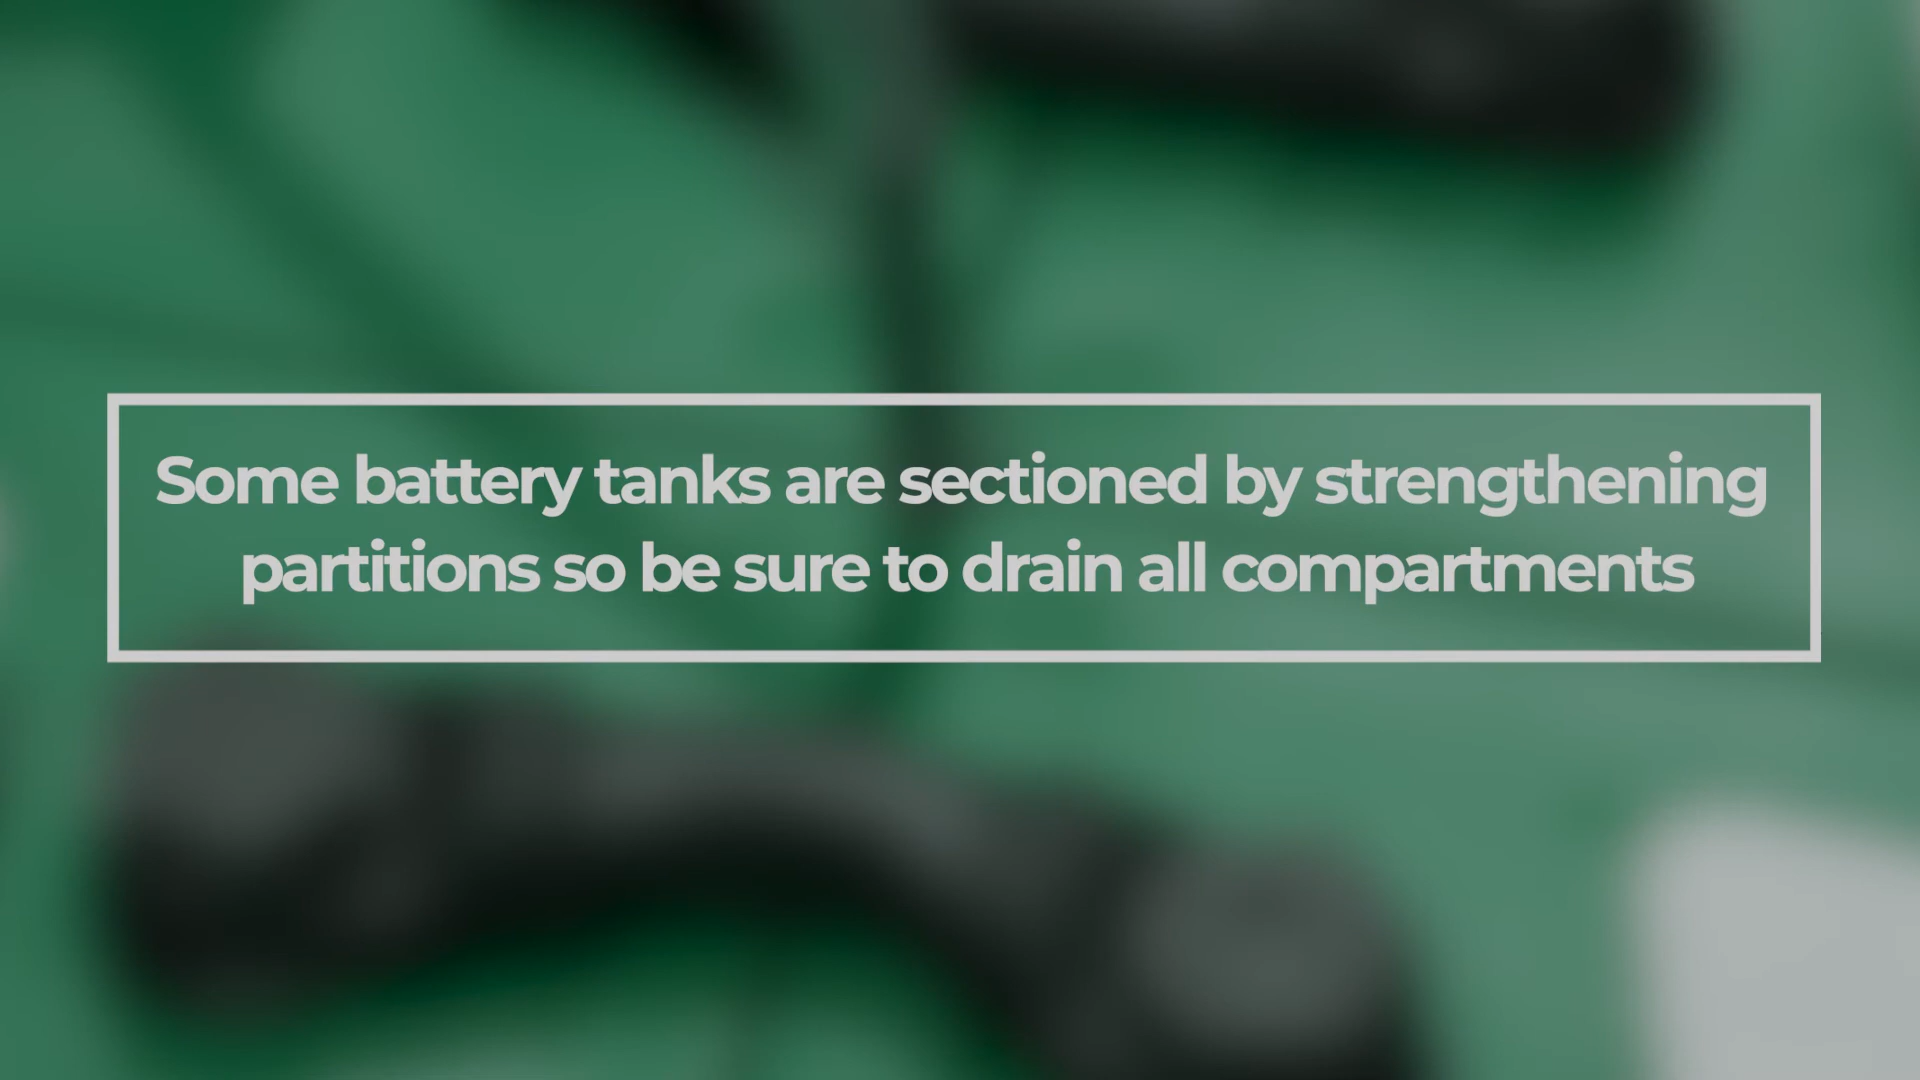 Some battery tanks are sectioned by strengthening
partitions so be sure to drain all compartments